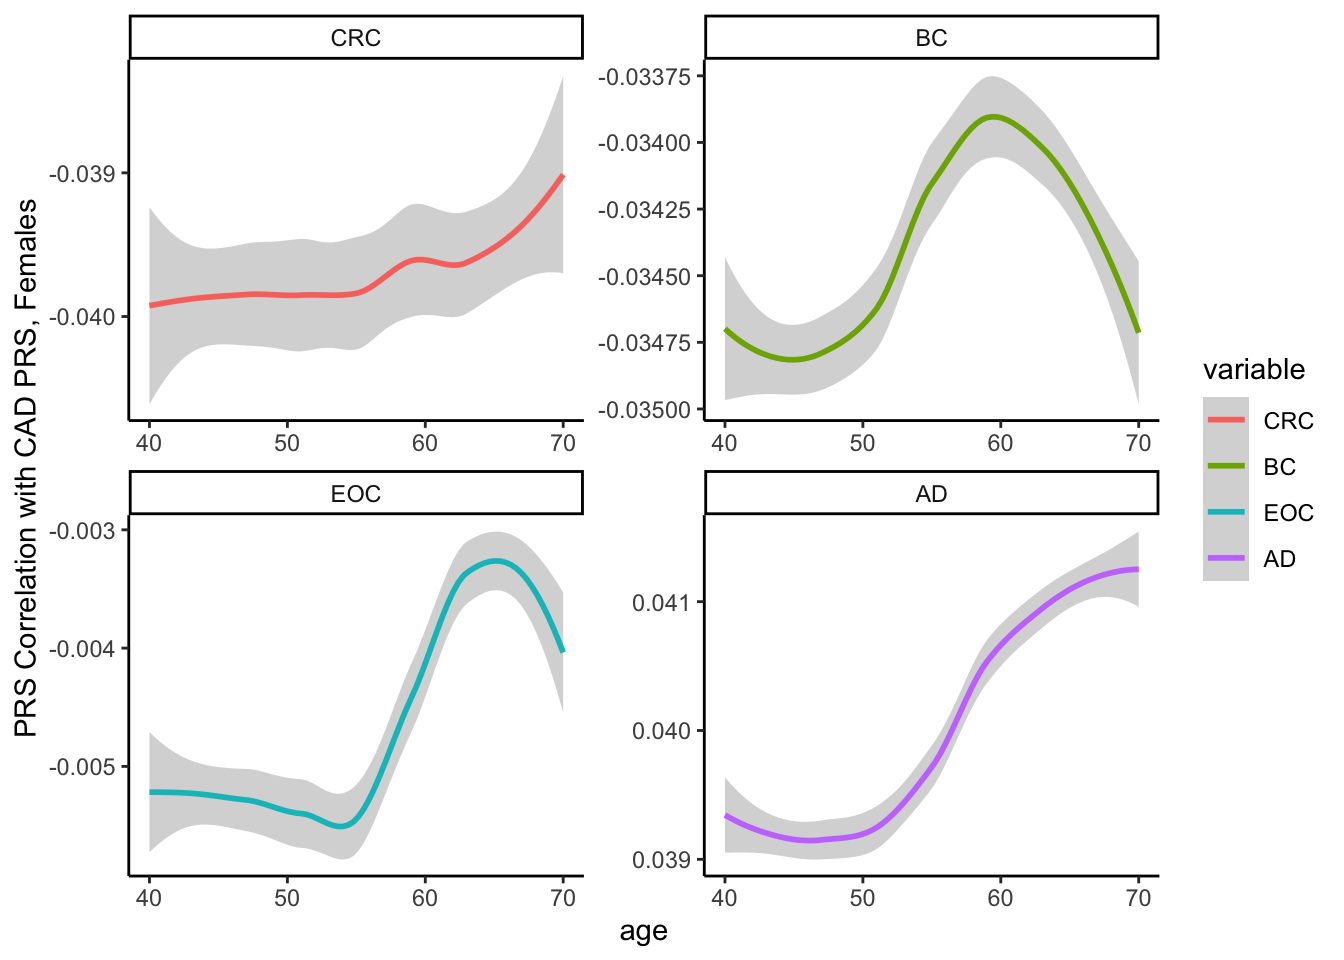 PRS Correlation with CAD PRS, Females
CRC
-0.039
-0.040
40 50 60 70
BC
-0.03375
-0.03400
-0.03425
-0.03450
-0.03475
-0.03500
40 50 60 70
EOC
-0.003
-0.004
-0.005
40 50 60 70
AD
0.041
0.040
0.039
40 50 60 70
age
variable
CRC
BC
EOC
AD